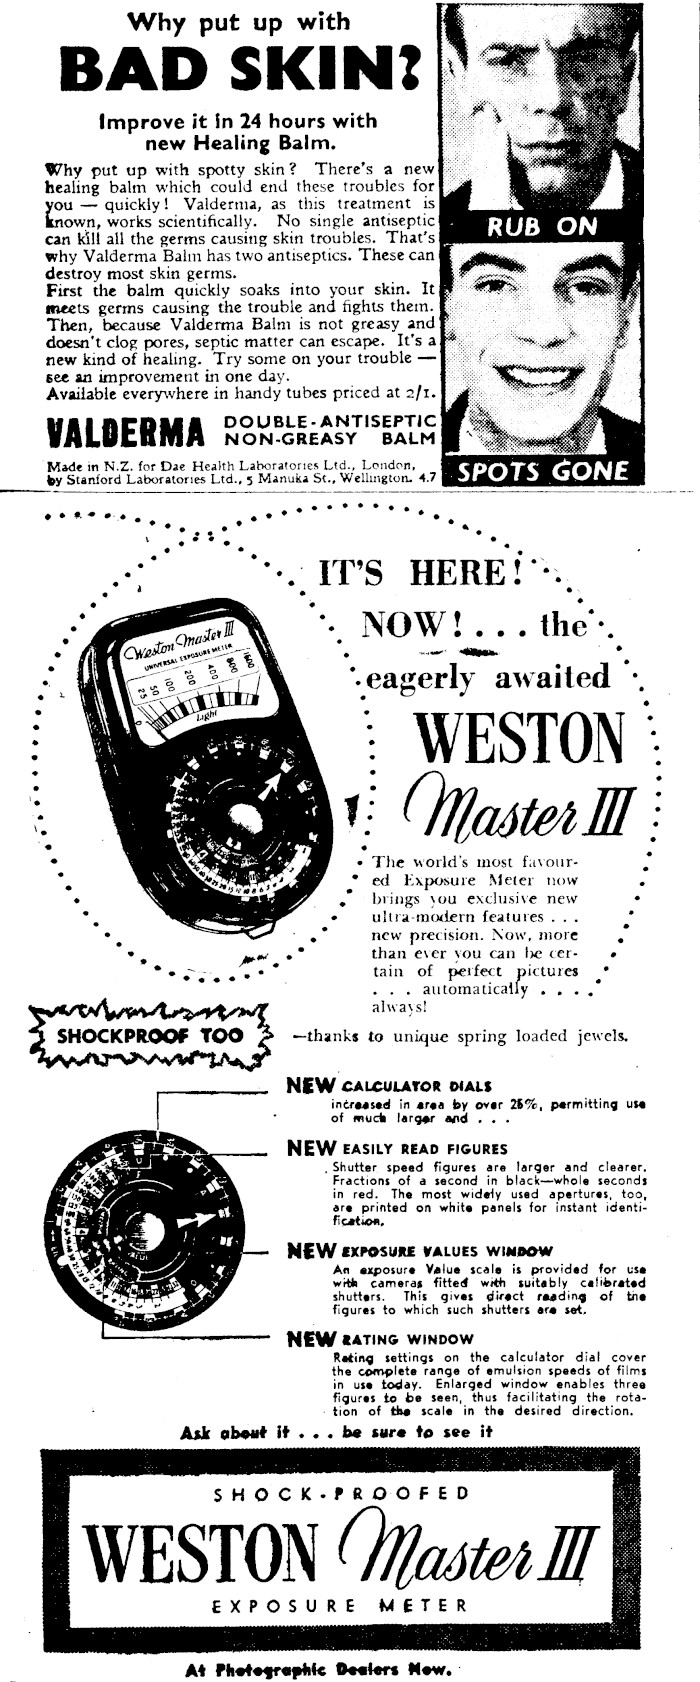 Why put up with
BAD SKIN?
Improve it in 24 hours with
new Healing Balm.
Why put up with spotty skin? There's a new
healing balm which could end these troubles for
you — quickly! Valderma, as this treatment is
known, works scientifically. No single antiseptic
can kill all the germs causing skin troubles. That's
why Valderma Balm has two antiseptics. These can
destroy most skin germs.
First the balm quickly soaks into your skin. It
meets germs causing the trouble and fights them.
Then, because Valderma Balm is not greasy and
doesn't clog pores, septic matter can escape. It's a
new kind of healing. Try some on your trouble —
see an improvement in one day.
Available everywhere in handy tubes priced at 2/1.
VALDERMA DOUBLE-ANTISEPTIC
NON-GREASY BALM
Made in N.Z. for Dae Health Laboratories Ltd., London,
by Stanford Laboratories Ltd., 5 Manuka St., Wellington. 4.7
RUB ON
SPOTS GONE
IT'S HERE!
NOW! . . . the
eagerly awaited
WESTON
Master III
Weston Master III
UNIVERSAL EXPOSURE METER
0 25 50 100 200 400 800 1600
Light
The world's most favour-
ed Exposure Meter now
brings you exclusive new
ultra-modern features . . .
new precision. Now, more
than ever you can be cer-
tain of perfect pictures
. . . automatically . . . .
always!
SHOCKPROOF TOO
—thanks to unique spring loaded jewels.
NEW CALCULATOR DIALS
increased in area by over 25%, permitting use
of much larger and . . .
NEW EASILY READ FIGURES
Shutter speed figures are larger and clearer.
Fractions of a second in black—whole seconds
in red. The most widely used apertures, too,
are printed on white panels for instant identi-
fication.
NEW EXPOSURE VALUES WINDOW
An exposure Value scale is provided for use
with cameras fitted with suitably calibrated
shutters. This gives direct reading of the
figures to which such shutters are set.
NEW RATING WINDOW
Rating settings on the calculator dial cover
the complete range of emulsion speeds of films
in use today. Enlarged window enables three
figures to be seen, thus facilitating the rota-
tion of the scale in the desired direction.
Ask about it . . . be sure to see it
SHOCK-PROOFED
WESTON Master III
EXPOSURE METER
At Photographic Dealers Now.